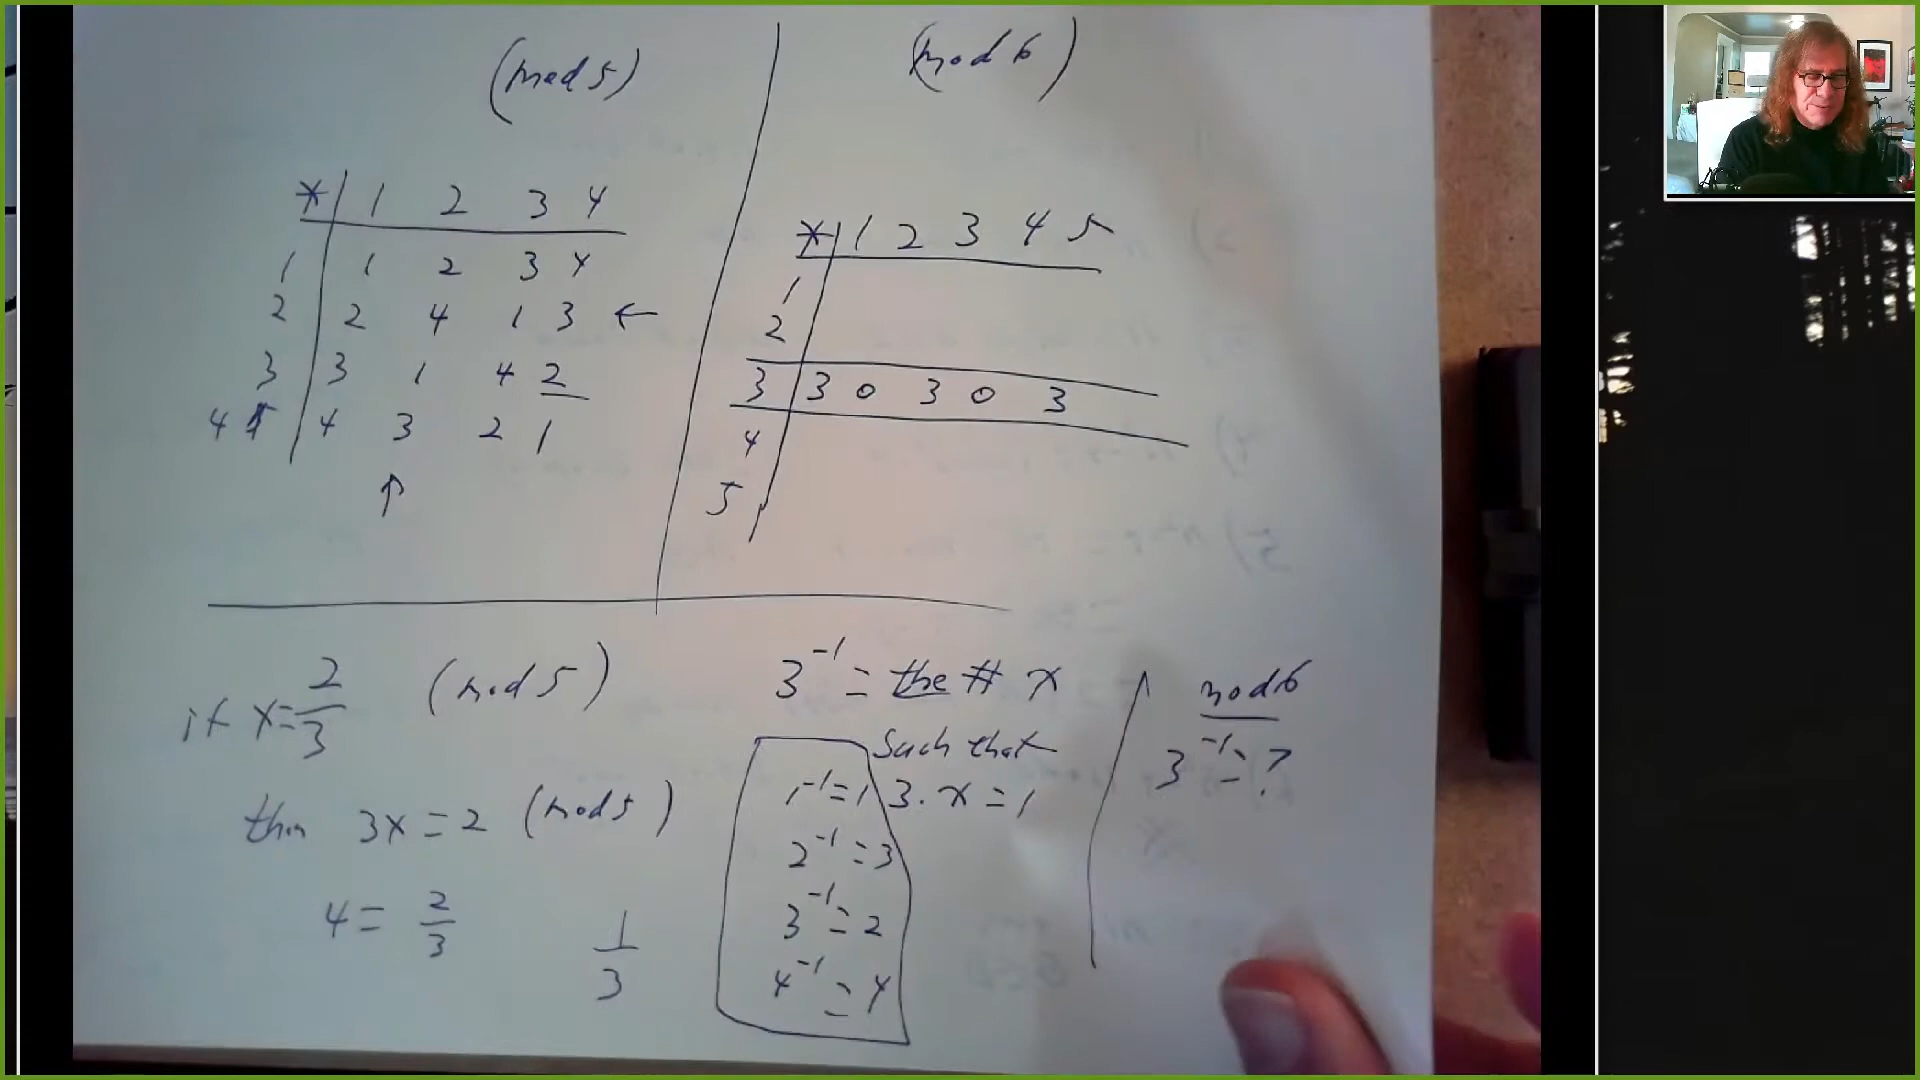 (mod 5)
* 1 2 3 4
1 1 2 3 4
2 2 4 1 3 ←
3 3 1 4 2
4 4 3 2 1
↑
(mod 6)
* 1 2 3 4 5
1
2
3 3 0 3 0 3
4
5
if x = 2/3 (mod 5)
then 3x = 2 (mod 5)
4 = 2/3
1/3
3⁻¹ = the # x
such that
3 · x = 1
1⁻¹ = 1
2⁻¹ = 3
3⁻¹ = 2
4⁻¹ = 4
mod 6
3⁻¹ = ?